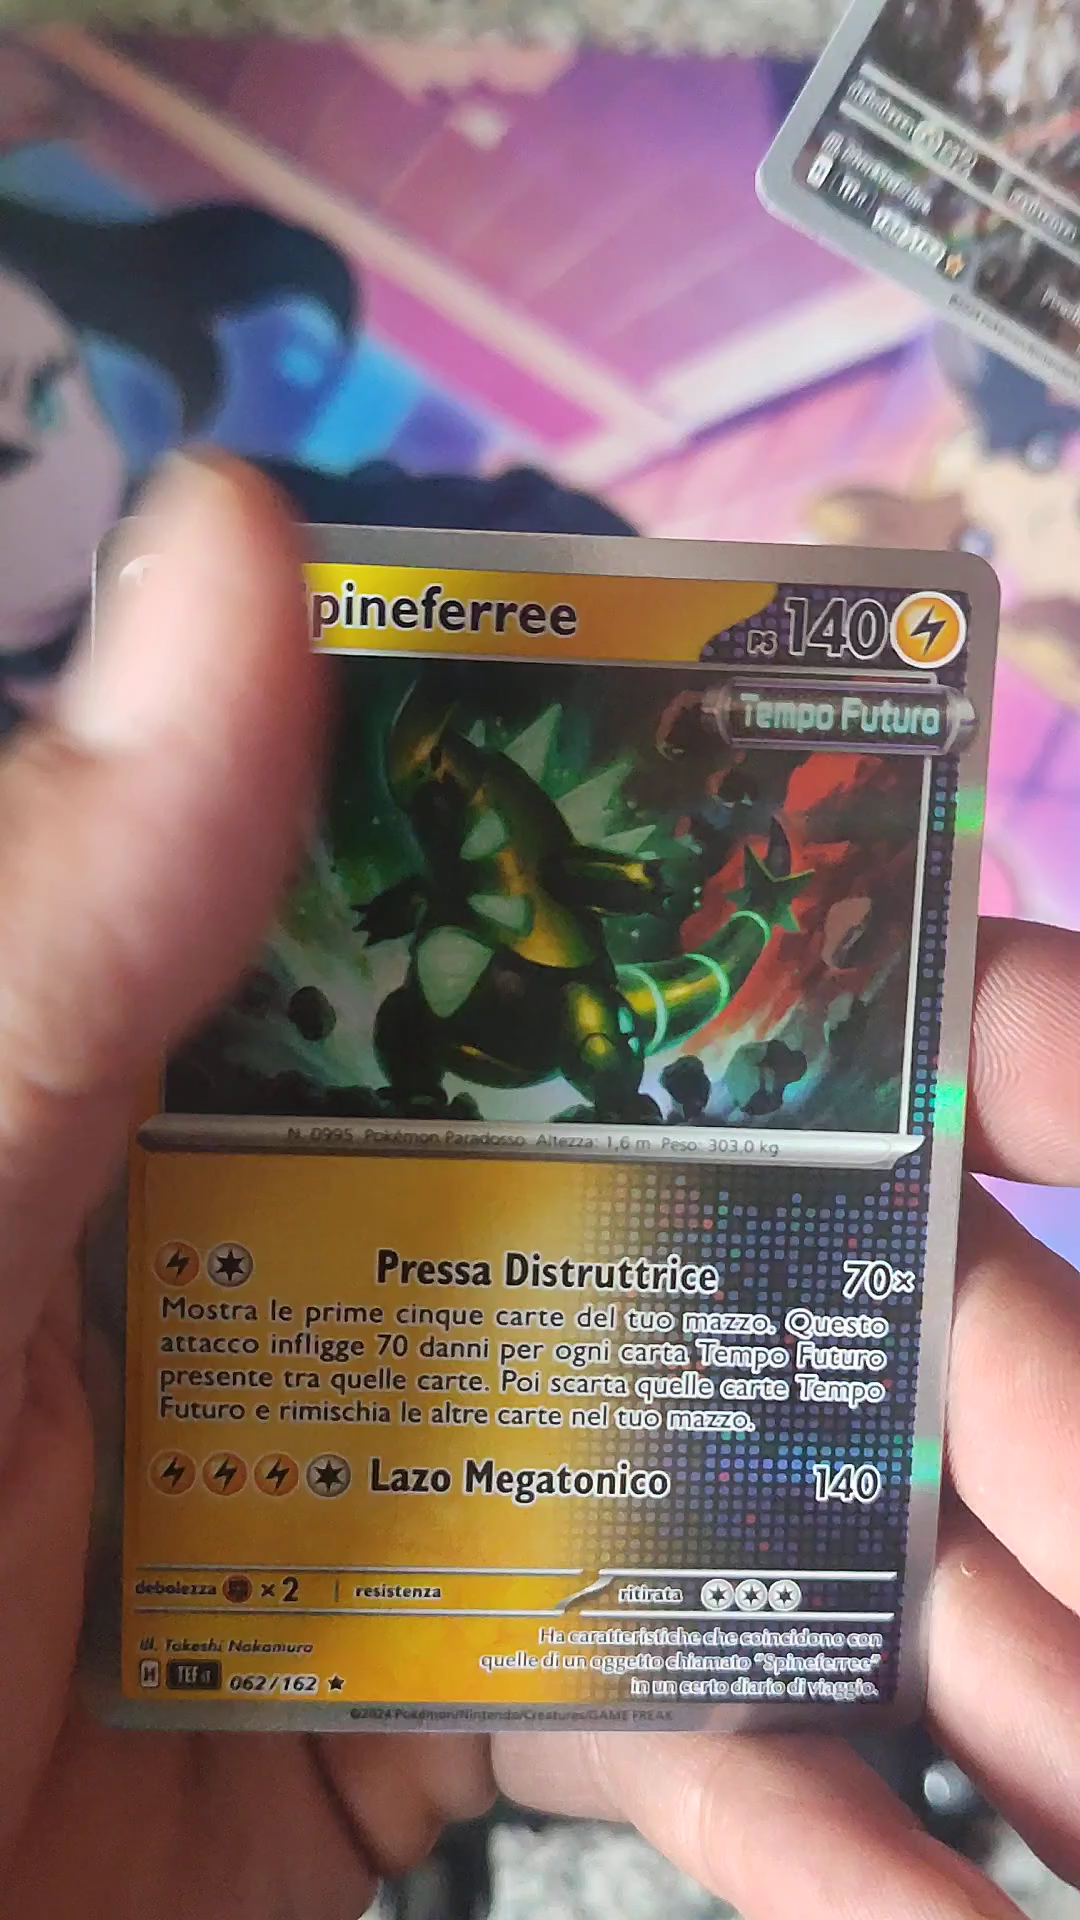 debolezza
TEF it
pineferree
PS 140
Tempo Futuro
N. 0995 Pokémon Paradosso Altezza: 1,6 m Peso: 303,0 kg
Pressa Distruttrice 70×
Mostra le prime cinque carte del tuo mazzo. Questo
attacco infligge 70 danni per ogni carta Tempo Futuro
presente tra quelle carte. Poi scarta quelle carte Tempo
Futuro e rimischia le altre carte nel tuo mazzo.
Lazo Megatonico 140
debolezza ×2 | resistenza
ritirata
Ill. Takeshi Nakamura
H TEF it 062/162 ★
Ha caratteristiche che coincidono con
quelle di un oggetto chiamato “Spineferree”
in un certo diario di viaggio.
©2024 Pokémon/Nintendo/Creatures/GAME FREAK